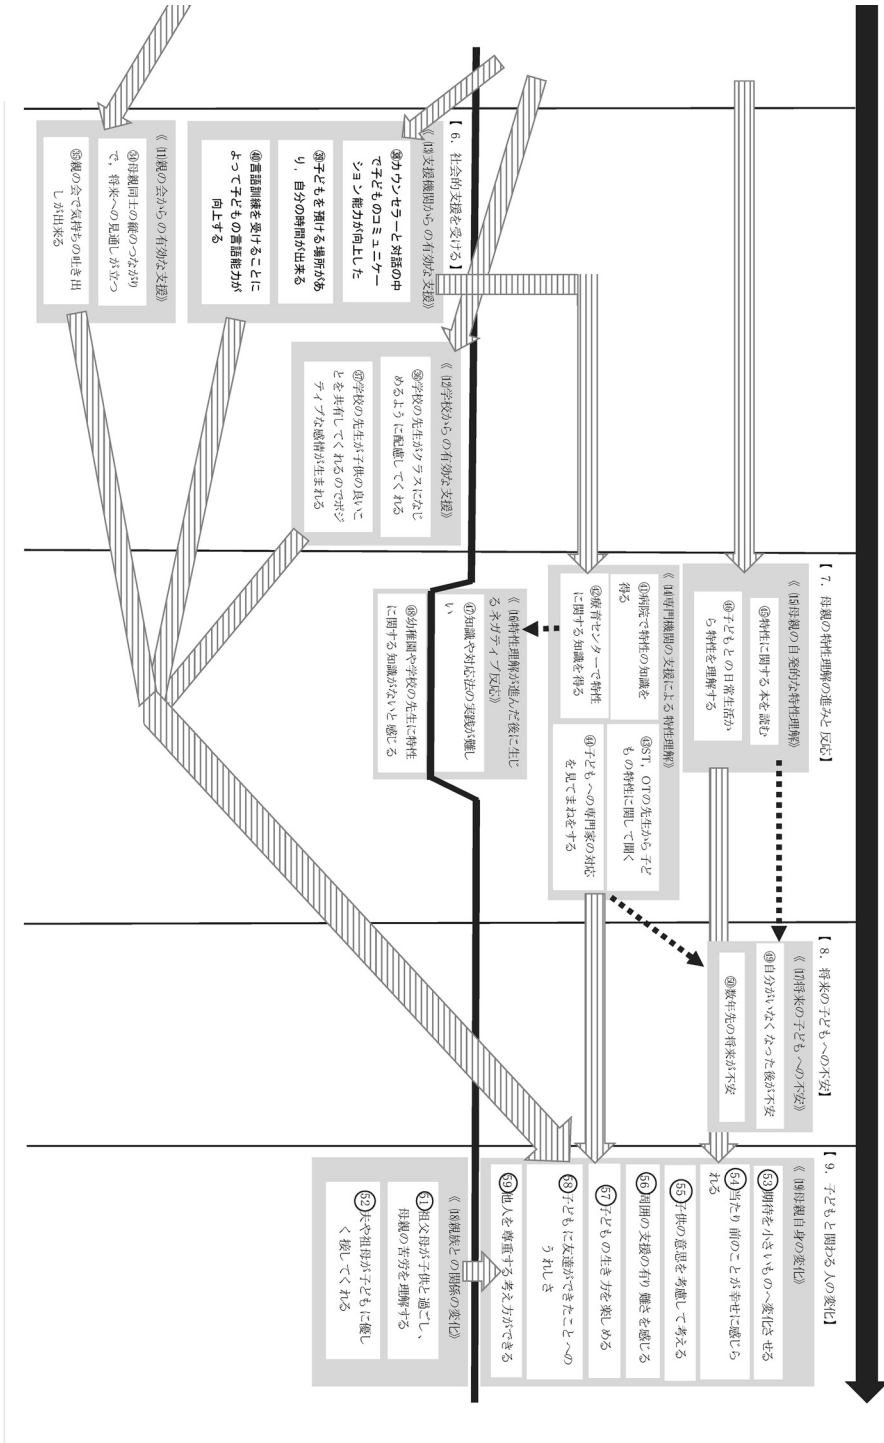 【 6. 社会的支援を受ける】
《 ⒀支援機関からの有効な支援》
㊳カウンセラーと対話の中
で子どものコミュニケー
ション能力が向上した
㊴子どもを預ける場所があ
り，自分の時間が出来る
㊵言語訓練を受けることに
よって子どもの言語能力が
向上する
《 ⑾親の会からの有効な支援》
㉞母親同士の縦のつながり
で，将来への見通しが立つ
㉟親の会で気持ちの吐き出
しが出来る
《 ⑿学校からの有効な支援》
㊱学校の先生がクラスになじ
めるように配慮してくれる
㊲学校の先生が子供の良いこ
とを共有してくれるのでポジ
ティブな感情が生まれる
【 7. 母親の特性理解の進みと反応】
《 ⒂母親の自発的な特性理解》
㊺特性に関する本を読む
㊻子どもとの日常生活か
ら特性を理解する
《 ⒁専門機関の支援による特性理解》
㊶病院で特性の知識を
得る
㊷療育センターで特性
に関する知識を得る
㊸ST，OTの先生から子ど
もの特性に関して聞く
㊹子どもへの専門家の対応
を見てまねをする
《 ⒃特性理解が進んだ後に生じ
るネガティブ反応》
㊼知識や対応法の実践が難し
い
㊽幼稚園や学校の先生に特性
に関する知識がないと感じる
【 8. 将来の子どもへの不安】
《 ⒄将来の子どもへの不安》
㊾自分がいなくなった後が不安
㊿数年先の将来が不安
【 9. 子どもと関わる人の変化】
《 ⒆母親自身の変化》
53期待を小さいものへ変化させる
54当たり前のことが幸せに感じら
れる
55子供の意思を考慮して考える
56周囲の支援の有り難さを感じる
57子どもの生き方を楽しめる
58子どもに友達ができたことへの
うれしさ
59他人を尊重する考え方ができる
《 ⒅親族との関係の変化》
51祖父母が子供と過ごし、
母親の苦労を理解する
52夫や祖母が子どもに優し
く接してくれる